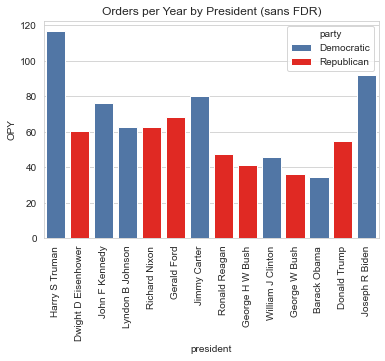 Orders per Year by President (sans FDR)
party
Democratic
Republican
OPY
120
100
80
60
40
20
0
Harry S Truman
Dwight D Eisenhower
John F Kennedy
Lyndon B Johnson
Richard Nixon
Gerald Ford
Jimmy Carter
Ronald Reagan
George H W Bush
William J Clinton
George W Bush
Barack Obama
Donald Trump
Joseph R Biden
president